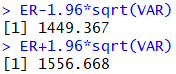 > ER-1.96*sqrt(VAR)
[1] 1449.367
> ER+1.96*sqrt(VAR)
[1] 1556.668